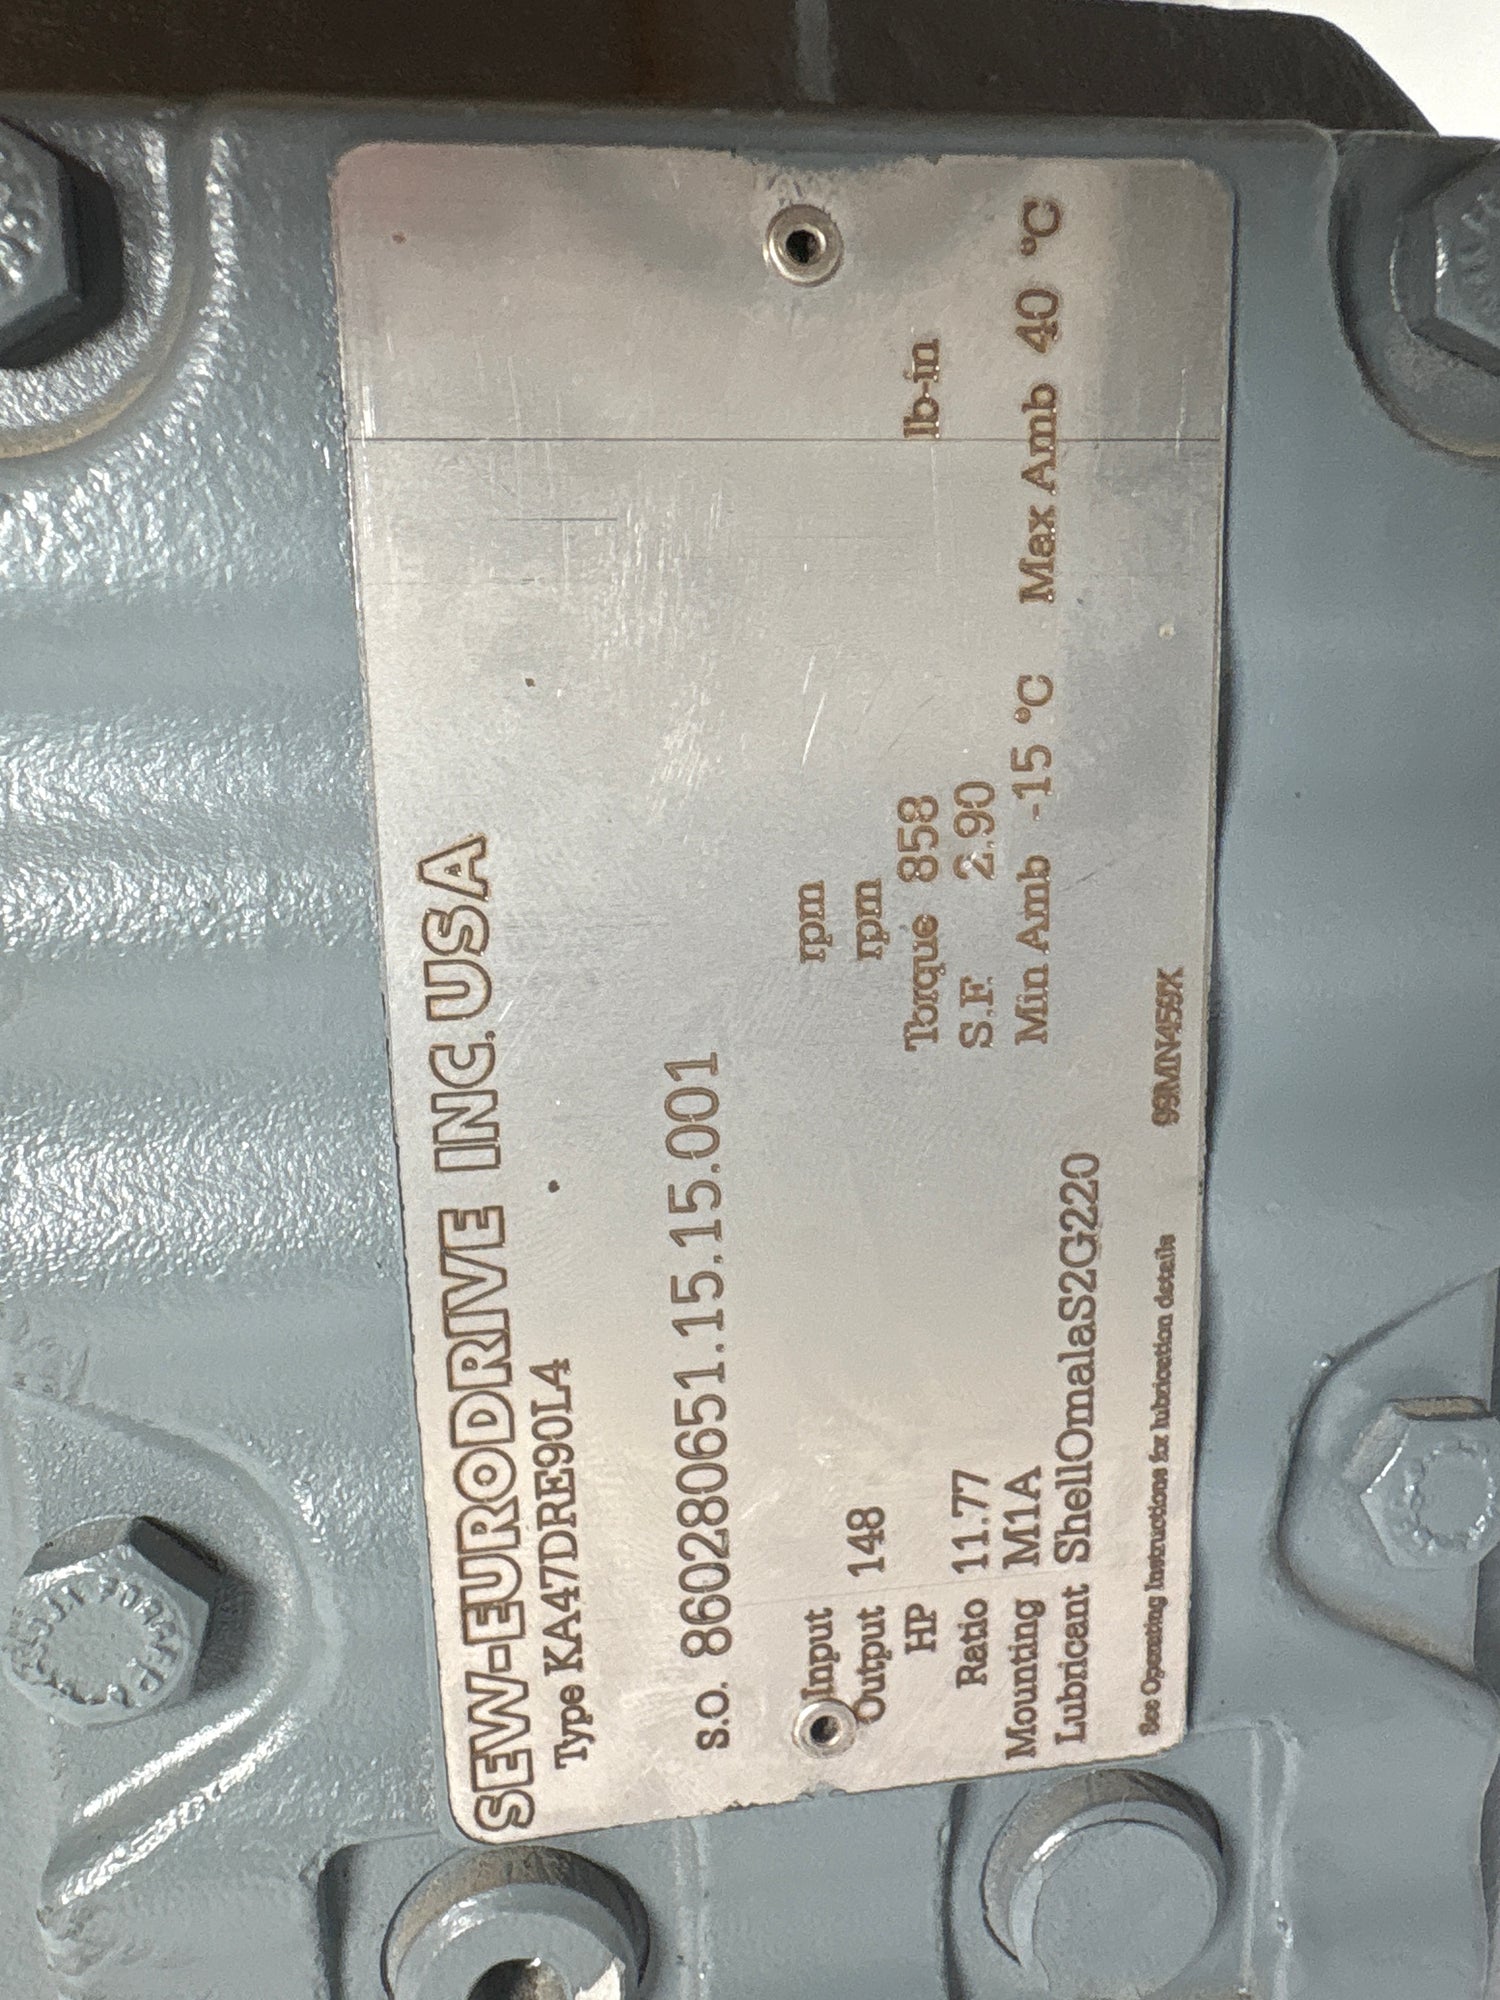 SEW-EURODRIVE INC. USA
Type KA47DRE90L4
S.O. 860280651.15.15.001
Input rpm
Output 148 rpm
HP Torque 858 lb-in
Ratio 11.77 S.F. 2.90
Mounting M1A Min Amb -15 °C Max Amb 40 °C
Lubricant ShellOmalaS2G220
See Operating Instructions for lubrication details 99MN459X